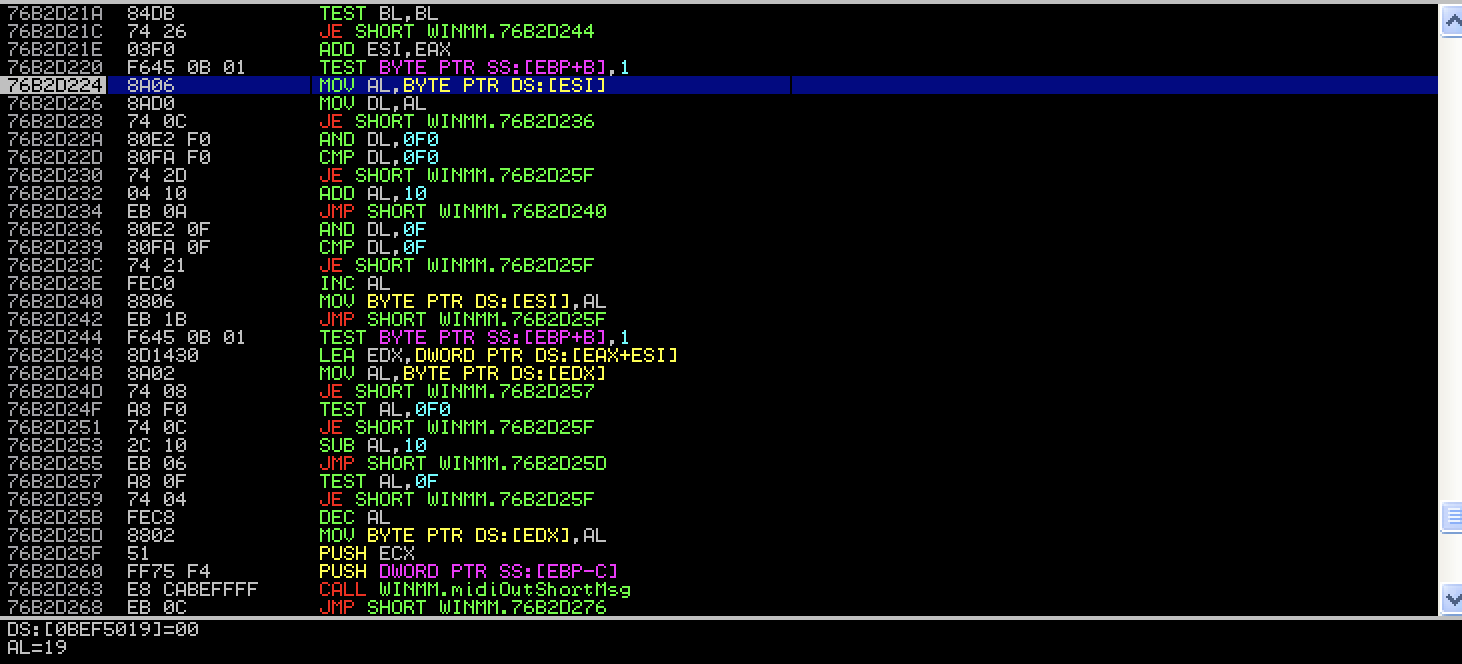 76B2D21A 84DB TEST BL,BL
76B2D21C 74 26 JE SHORT WINMM.76B2D244
76B2D21E 03F0 ADD ESI,EAX
76B2D220 F645 0B 01 TEST BYTE PTR SS:[EBP+B],1
76B2D224 8A06 MOV AL,BYTE PTR DS:[ESI]
76B2D226 8AD0 MOV DL,AL
76B2D228 74 0C JE SHORT WINMM.76B2D236
76B2D22A 80E2 F0 AND DL,0F0
76B2D22D 80FA F0 CMP DL,0F0
76B2D230 74 2D JE SHORT WINMM.76B2D25F
76B2D232 04 10 ADD AL,10
76B2D234 EB 0A JMP SHORT WINMM.76B2D240
76B2D236 80E2 0F AND DL,0F
76B2D239 80FA 0F CMP DL,0F
76B2D23C 74 21 JE SHORT WINMM.76B2D25F
76B2D23E FEC0 INC AL
76B2D240 8806 MOV BYTE PTR DS:[ESI],AL
76B2D242 EB 1B JMP SHORT WINMM.76B2D25F
76B2D244 F645 0B 01 TEST BYTE PTR SS:[EBP+B],1
76B2D248 8D1430 LEA EDX,DWORD PTR DS:[EAX+ESI]
76B2D24B 8A02 MOV AL,BYTE PTR DS:[EDX]
76B2D24D 74 08 JE SHORT WINMM.76B2D257
76B2D24F A8 F0 TEST AL,0F0
76B2D251 74 0C JE SHORT WINMM.76B2D25F
76B2D253 2C 10 SUB AL,10
76B2D255 EB 06 JMP SHORT WINMM.76B2D25D
76B2D257 A8 0F TEST AL,0F
76B2D259 74 04 JE SHORT WINMM.76B2D25F
76B2D25B FEC8 DEC AL
76B2D25D 8802 MOV BYTE PTR DS:[EDX],AL
76B2D25F 51 PUSH ECX
76B2D260 FF75 F4 PUSH DWORD PTR SS:[EBP-C]
76B2D263 E8 CABEFFFF CALL WINMM.midiOutShortMsg
76B2D268 EB 0C JMP SHORT WINMM.76B2D276
DS:[0BEF5019]=00
AL=19